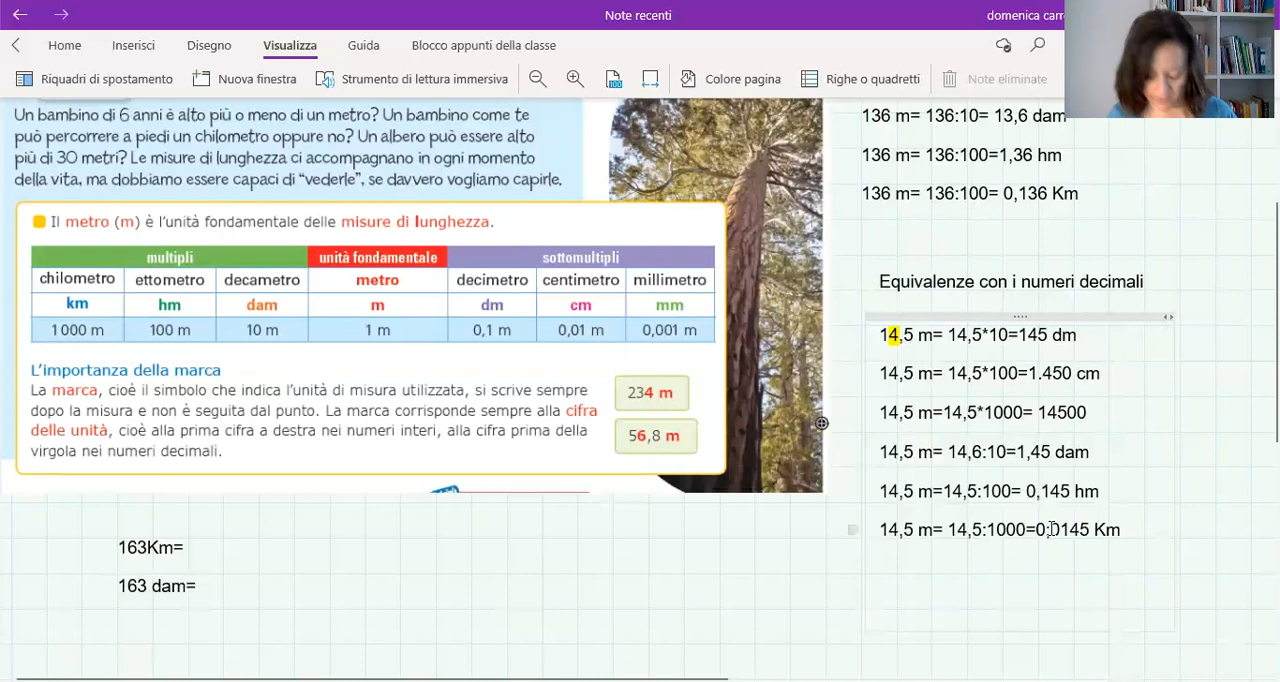 Note recenti
domenica carr
Home Inserisci Disegno Visualizza Guida Blocco appunti della classe
Riquadri di spostamento Nuova finestra Strumento di lettura immersiva 100 Colore pagina Righe o quadretti Note eliminate
Un bambino di 6 anni è alto più o meno di un metro? Un bambino come te
può percorrere a piedi un chilometro oppure no? Un albero può essere alto
più di 30 metri? Le misure di lunghezza ci accompagnano in ogni momento
della vita, ma dobbiamo essere capaci di “vederle”, se davvero vogliamo capirle.
Il metro (m) è l’unità fondamentale delle misure di lunghezza.
multipli unità fondamentale sottomultipli
chilometro ettometro decametro metro decimetro centimetro millimetro
km hm dam m dm cm mm
1 000 m 100 m 10 m 1 m 0,1 m 0,01 m 0,001 m
L’importanza della marca
La marca, cioè il simbolo che indica l’unità di misura utilizzata, si scrive sempre
dopo la misura e non è seguita dal punto. La marca corrisponde sempre alla cifra
delle unità, cioè alla prima cifra a destra nei numeri interi, alla cifra prima della
virgola nei numeri decimali.
234 m
56,8 m
163Km=
163 dam=
136 m= 136:10= 13,6 dam
136 m= 136:100=1,36 hm
136 m= 136:100= 0,136 Km
Equivalenze con i numeri decimali
14,5 m= 14,5*10=145 dm
14,5 m= 14,5*100=1.450 cm
14,5 m=14,5*1000= 14500
14,5 m= 14,6:10=1,45 dam
14,5 m=14,5:100= 0,145 hm
14,5 m= 14,5:1000=0,0145 Km